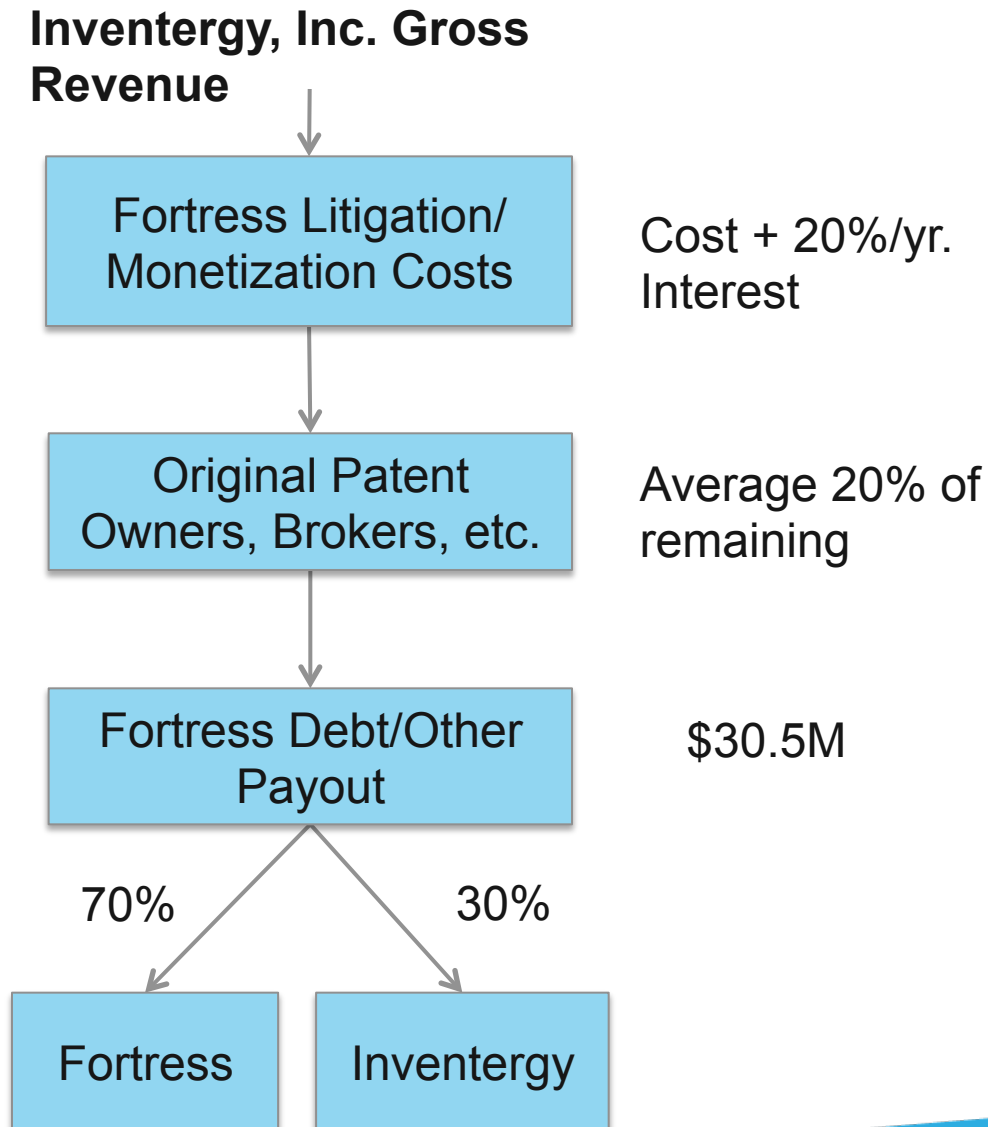 Inventergy, Inc. Gross
Revenue
Fortress Litigation/
Monetization Costs
Cost + 20%/yr.
Interest
Original Patent
Owners, Brokers, etc.
Average 20% of
remaining
Fortress Debt/Other
Payout
$30.5M
70%
30%
Fortress
Inventergy